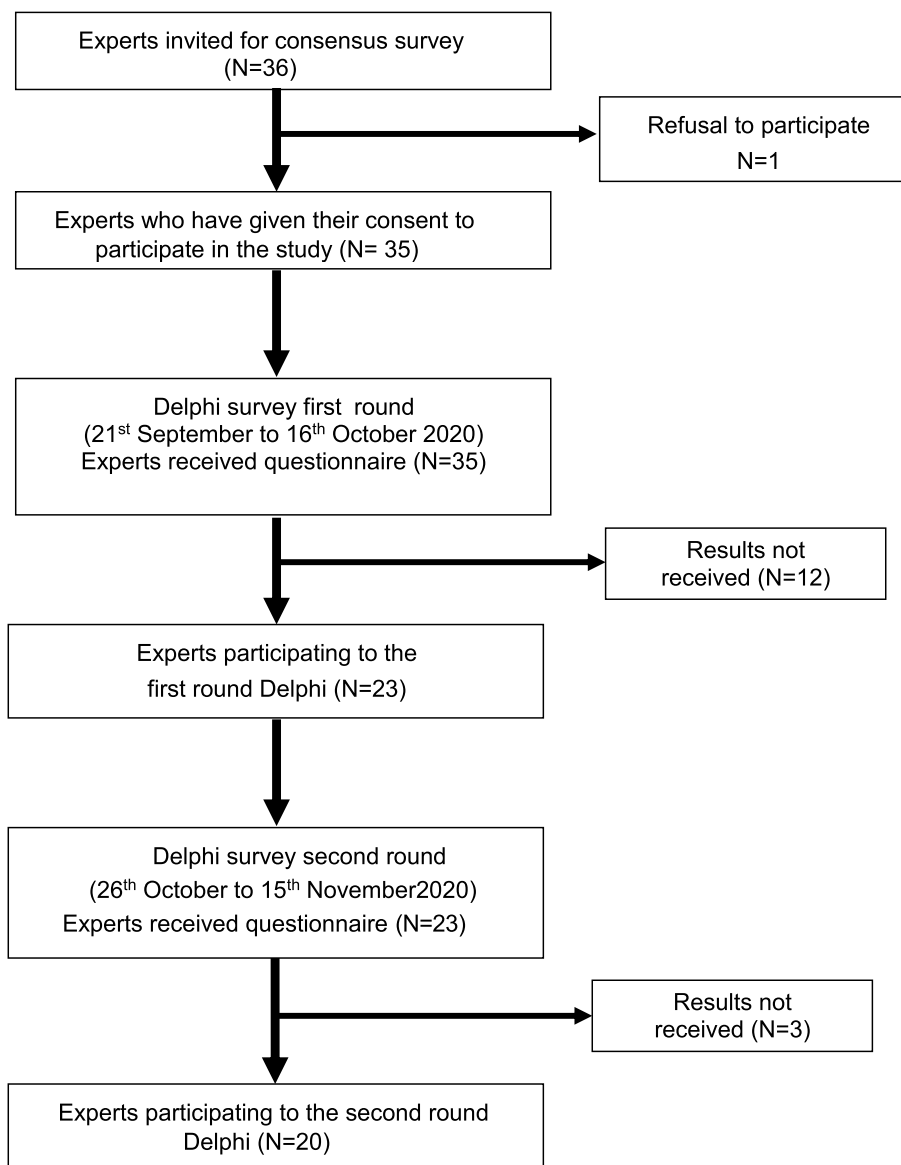 Experts invited for consensus survey
(N=36)
Refusal to participate
N=1
Experts who have given their consent to
participate in the study (N= 35)
Delphi survey first round
(21st September to 16th October 2020)
Experts received questionnaire (N=35)
Results not
received (N=12)
Experts participating to the
first round Delphi (N=23)
Delphi survey second round
(26th October to 15th November2020)
Experts received questionnaire (N=23)
Results not
received (N=3)
Experts participating to the second round
Delphi (N=20)